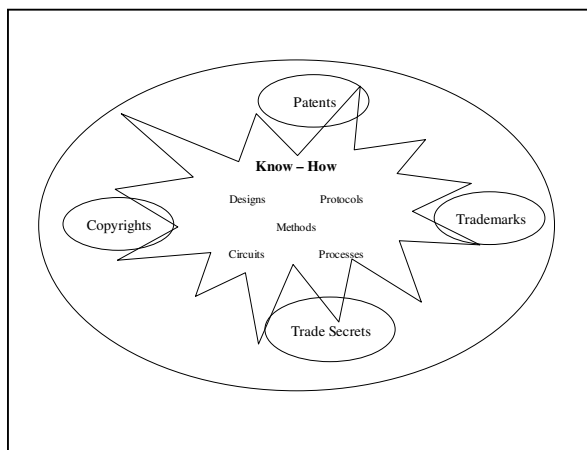 Patents
Know – How
Designs Protocols
Copyrights Methods Trademarks
Circuits Processes
Trade Secrets